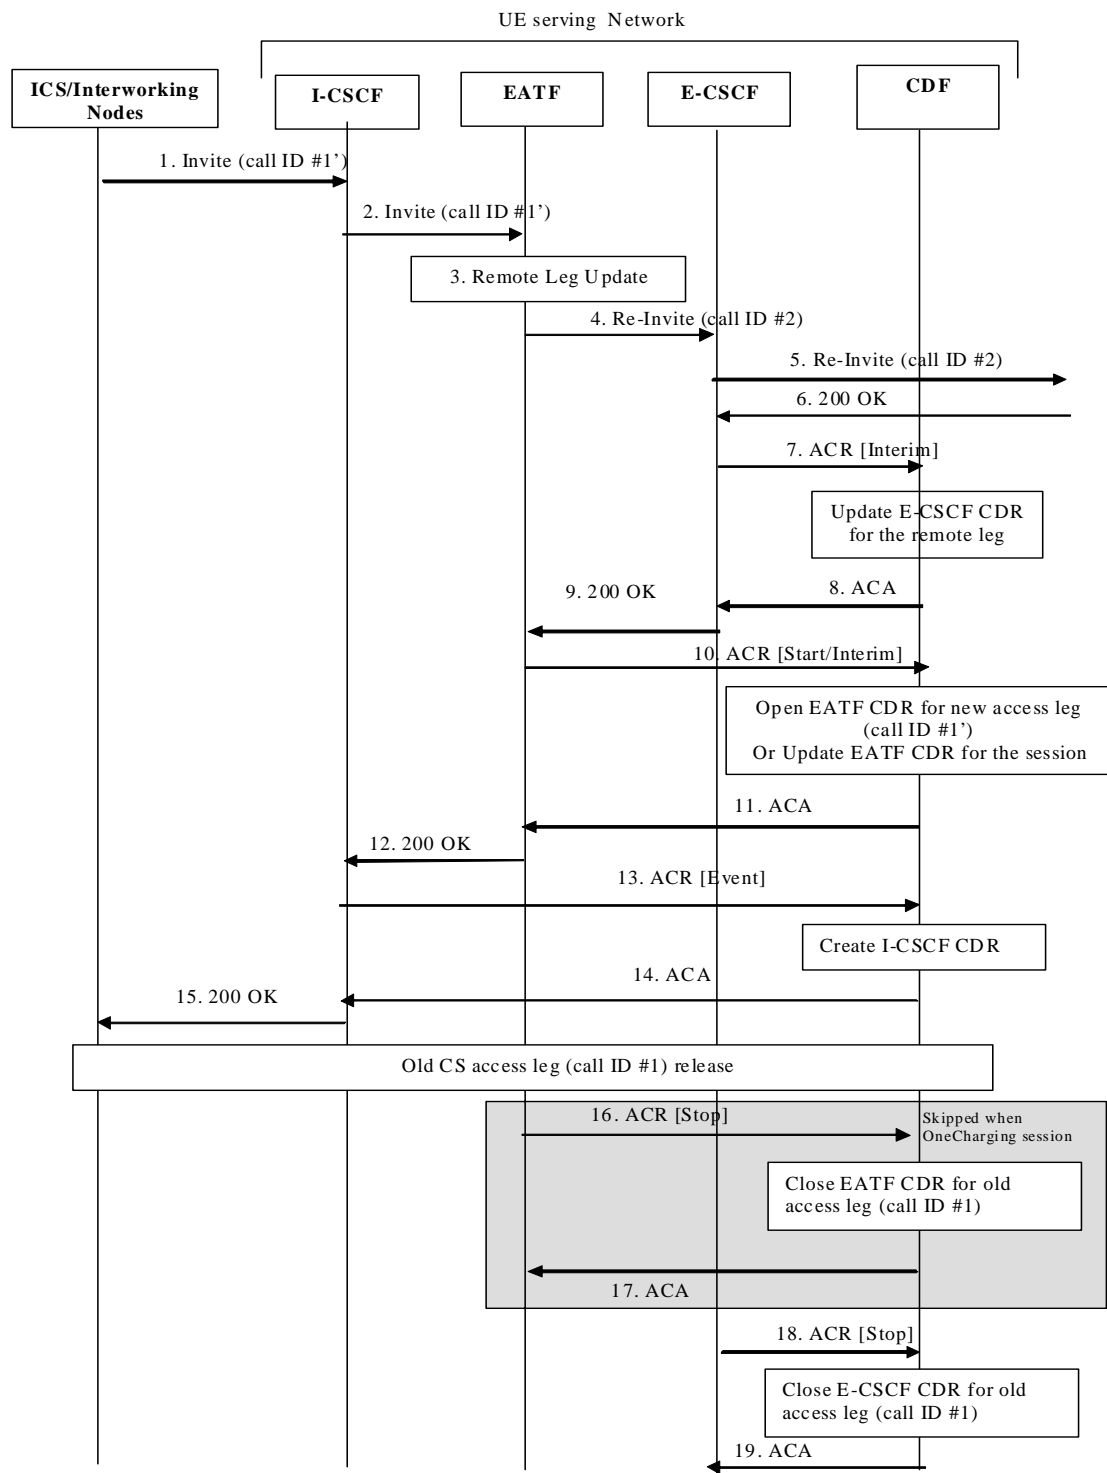 UE serving Network
ICS/Interworking
Nodes
I-CSCF
EATF
E-CSCF
CDF
1. Invite (call ID #1’)
2. Invite (call ID #1’)
3. Remote Leg Update
4. Re-Invite (call ID #2)
5. Re-Invite (call ID #2)
6. 200 OK
7. ACR [Interim]
Update E-CSCF CDR
for the remote leg
8. ACA
9. 200 OK
10. ACR [Start/Interim]
Open EATF CDR for new access leg
(call ID #1’)
Or Update EATF CDR for the session
11. ACA
12. 200 OK
13. ACR [Event]
Create I-CSCF CDR
14. ACA
15. 200 OK
Old CS access leg (call ID #1) release
16. ACR [Stop]
Skipped when
OneCharging session
Close EATF CDR for old
access leg (call ID #1)
17. ACA
18. ACR [Stop]
Close E-CSCF CDR for old
access leg (call ID #1)
19. ACA